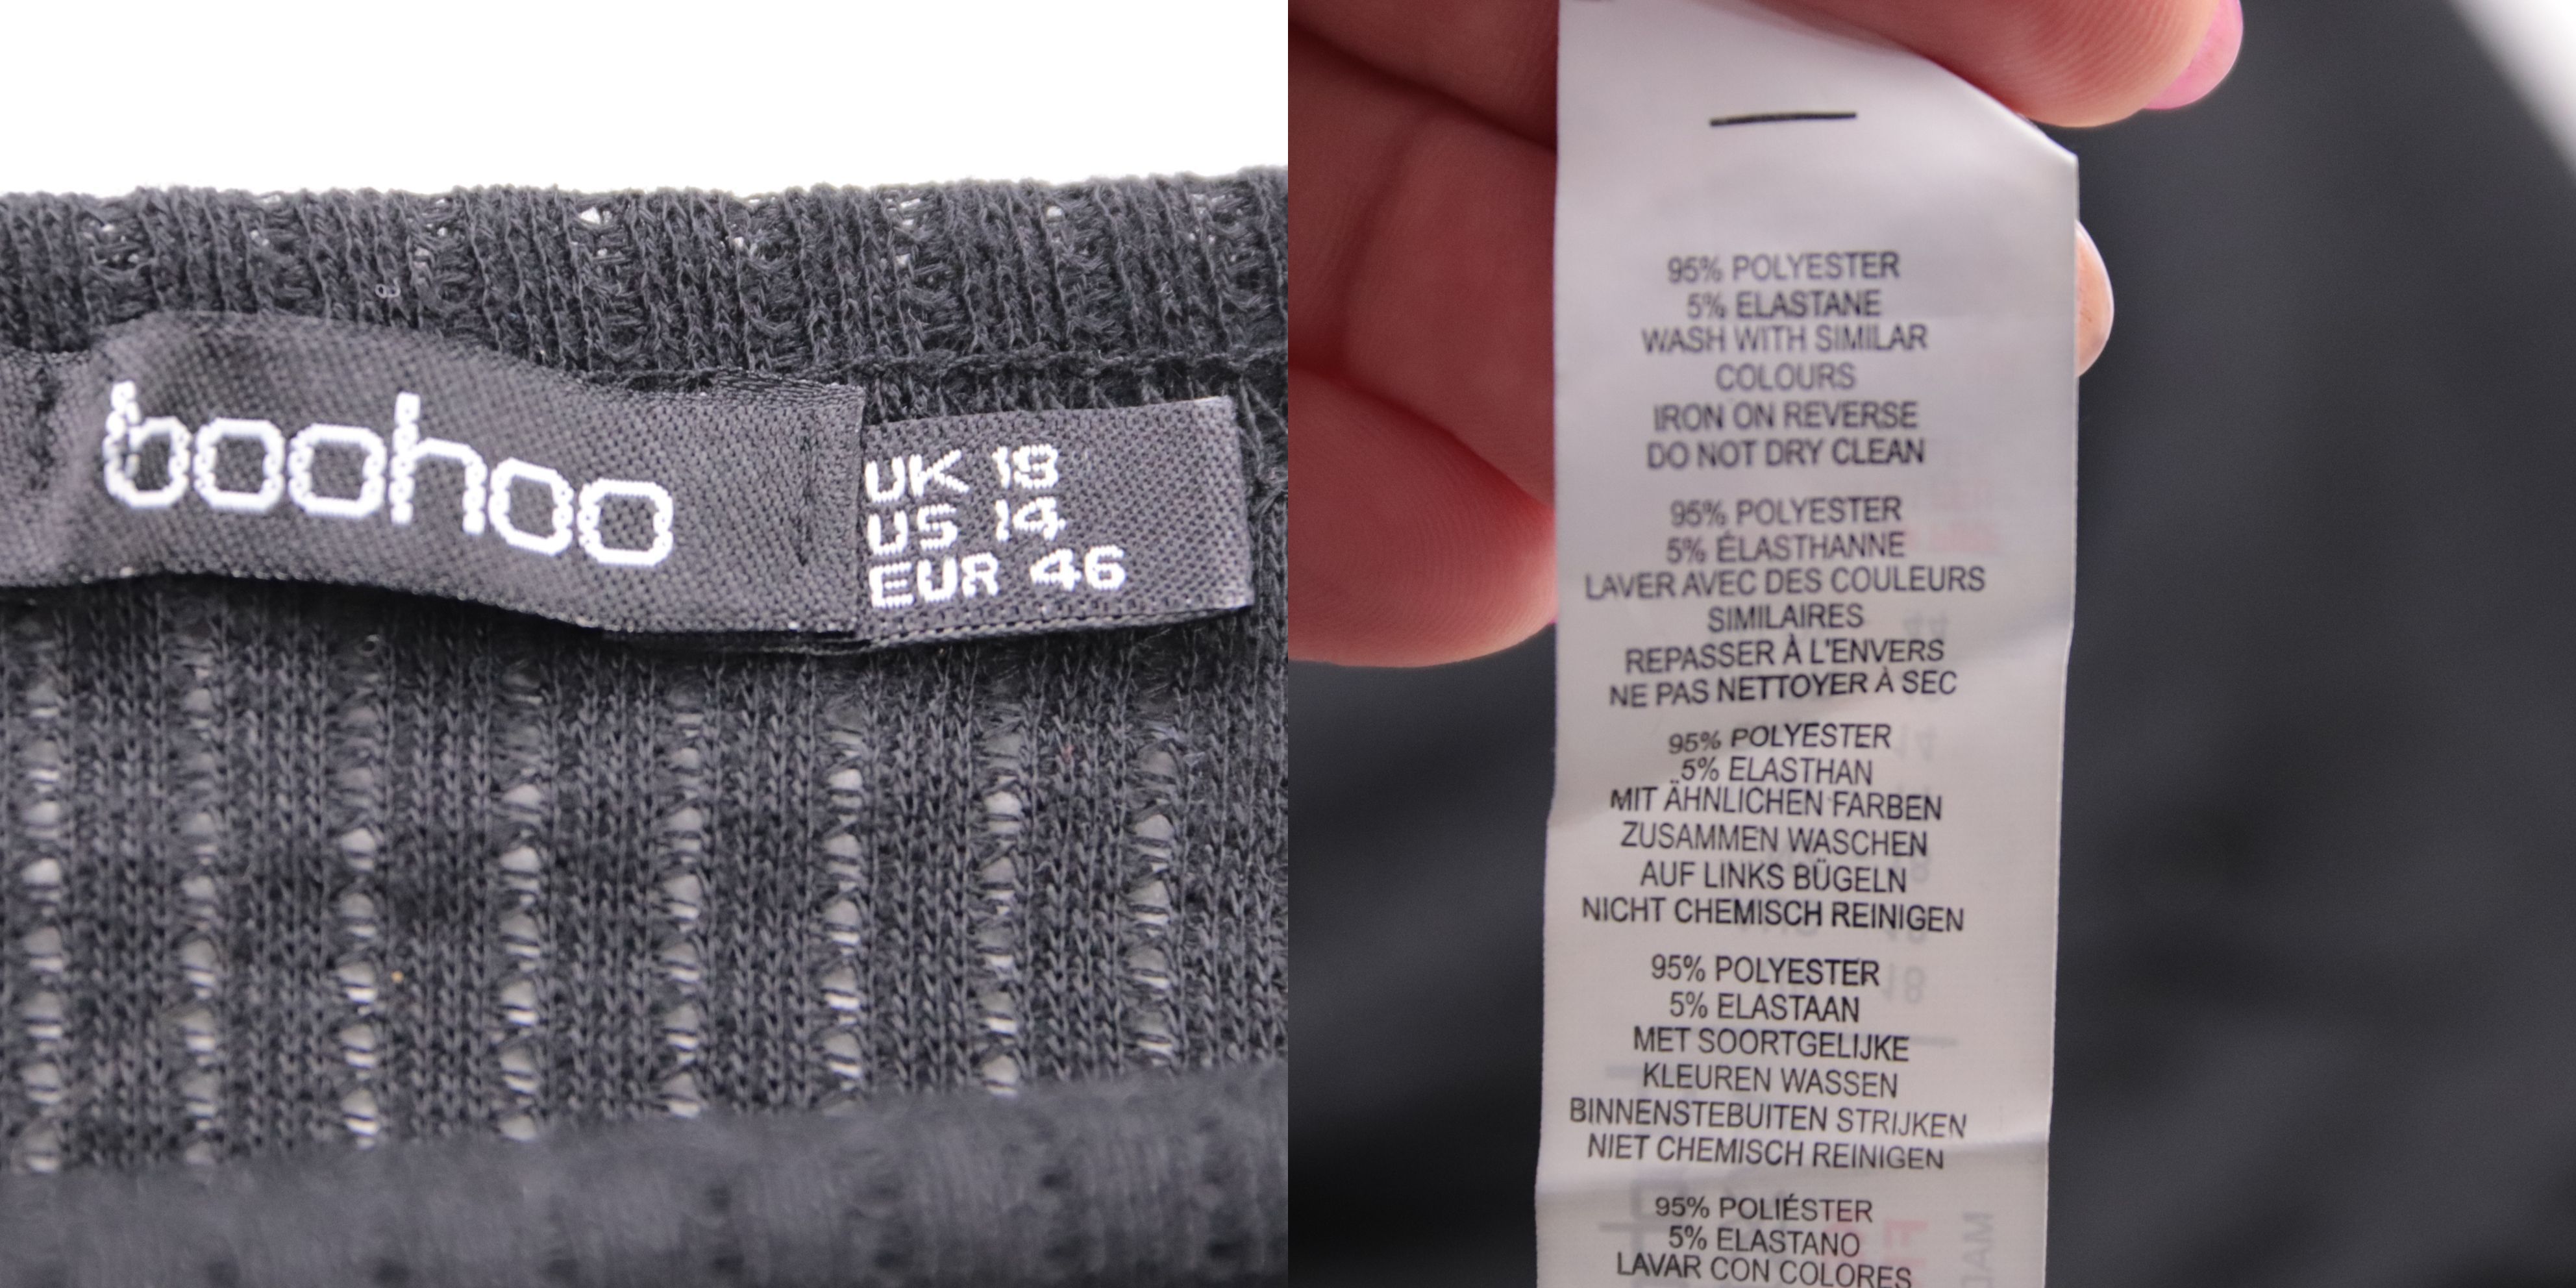 boohoo
UK 18
US 14
EUR 46
95% POLYESTER
5% ELASTANE
WASH WITH SIMILAR
COLOURS
IRON ON REVERSE
DO NOT DRY CLEAN
95% POLYESTER
5% ÉLASTHANNE
LAVER AVEC DES COULEURS
SIMILAIRES
REPASSER À L'ENVERS
NE PAS NETTOYER À SEC
95% POLYESTER
5% ELASTHAN
MIT ÄHNLICHEN FARBEN
ZUSAMMEN WASCHEN
AUF LINKS BÜGELN
NICHT CHEMISCH REINIGEN
95% POLYESTER
5% ELASTAAN
MET SOORTGELIJKE
KLEUREN WASSEN
BINNENSTEBUITEN STRIJKEN
NIET CHEMISCH REINIGEN
95% POLIÉSTER
5% ELASTANO
LAVAR CON COLORES